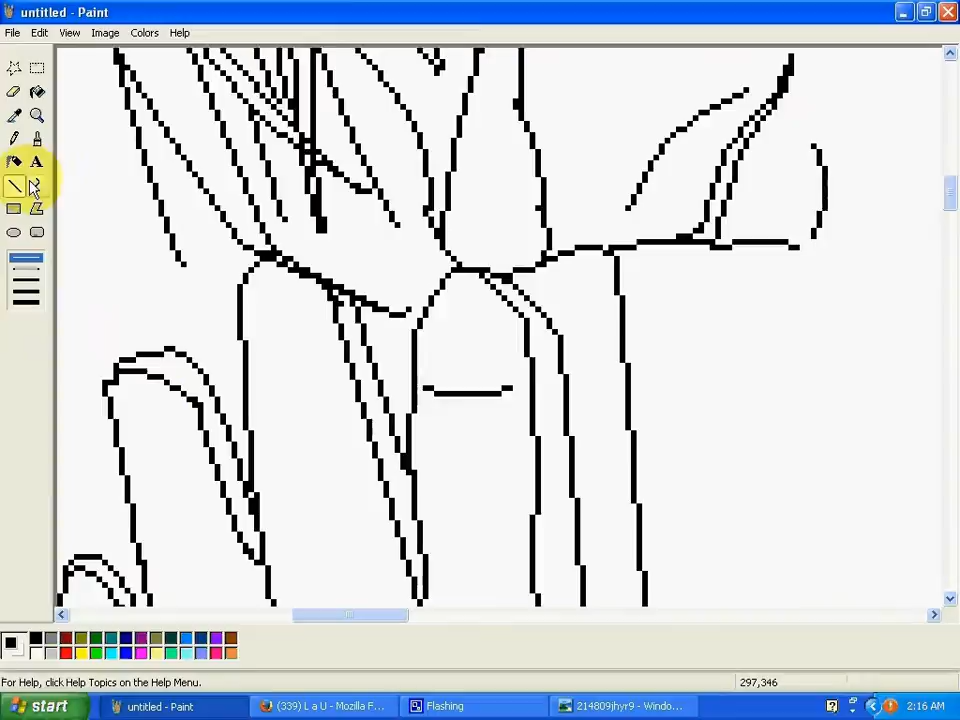 untitled - Paint
File Edit View Image Colors Help
A
For Help, click Help Topics on the Help Menu.
297,346
start
untitled - Paint
(339) L a U - Mozilla F...
Flashing
214809jhyr9 - Windo...
2:16 AM